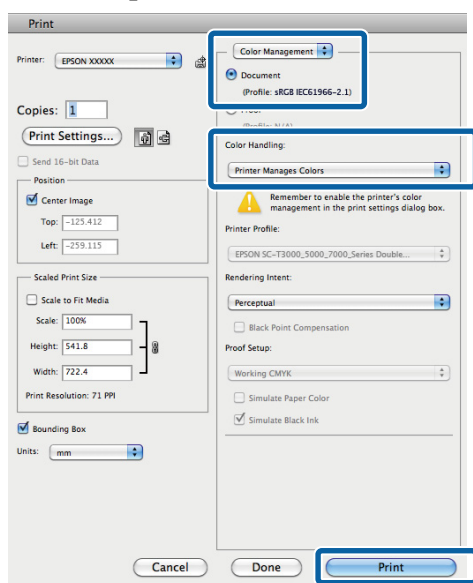 Print
Printer: EPSON XXXXX
Copies: 1
Print Settings...
Send 16-bit Data
Position
Center Image
Top: -125.412
Left: -259.115
Scaled Print Size
Scale to Fit Media
Scale: 100%
Height: 541.8
Width: 722.4
Print Resolution: 71 PPI
Bounding Box
Units: mm
Color Management
Document
(Profile: sRGB IEC61966-2.1)
(Profile: N/A)
Color Handling:
Printer Manages Colors
Remember to enable the printer's color
management in the print settings dialog box.
Printer Profile:
EPSON SC-T3000_5000_7000_Series Double...
Rendering Intent:
Perceptual
Black Point Compensation
Proof Setup:
Working CMYK
Simulate Paper Color
Simulate Black Ink
Cancel
Done
Print